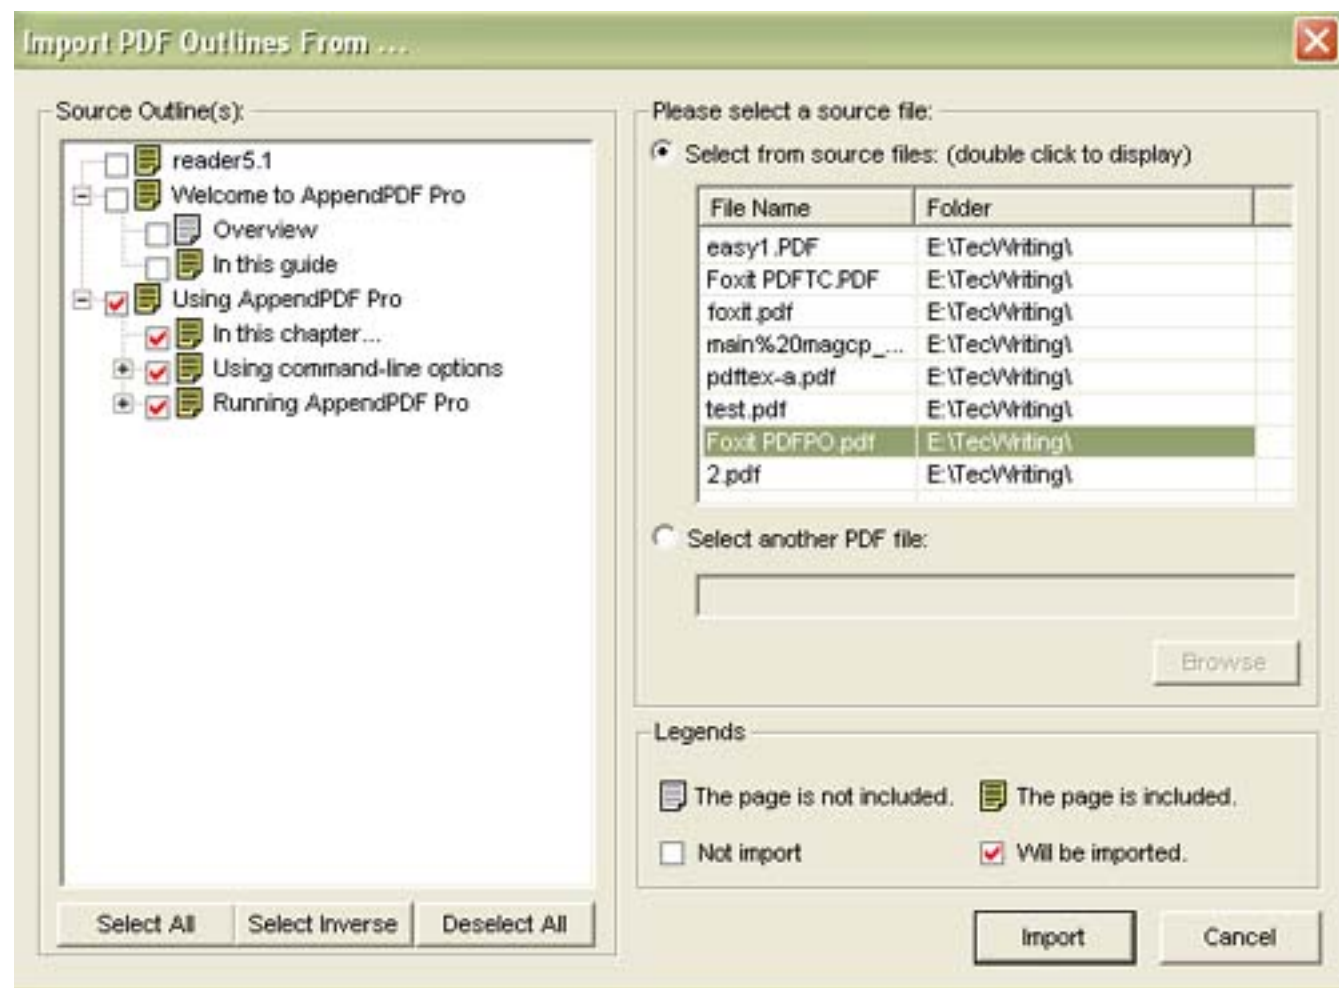 Import PDF Outlines From ...
Source Outline(s):
reader5.1
Welcome to AppendPDF Pro
Overview
In this guide
Using AppendPDF Pro
In this chapter...
Using command-line options
Running AppendPDF Pro
Select All
Select Inverse
Deselect All
Please select a source file:
Select from source files: (double click to display)
File Name Folder
easy1.PDF E:\TecWriting\
Foxit PDFTC.PDF E:\TecWriting\
foxit.pdf E:\TecWriting\
main%20magcp_... E:\TecWriting\
pdftex-a.pdf E:\TecWriting\
test.pdf E:\TecWriting\
Foxit PDFPO.pdf E:\TecWriting\
2.pdf E:\TecWriting\
Select another PDF file:
Browse
Legends
The page is not included. The page is included.
Not import Will be imported.
Import Cancel